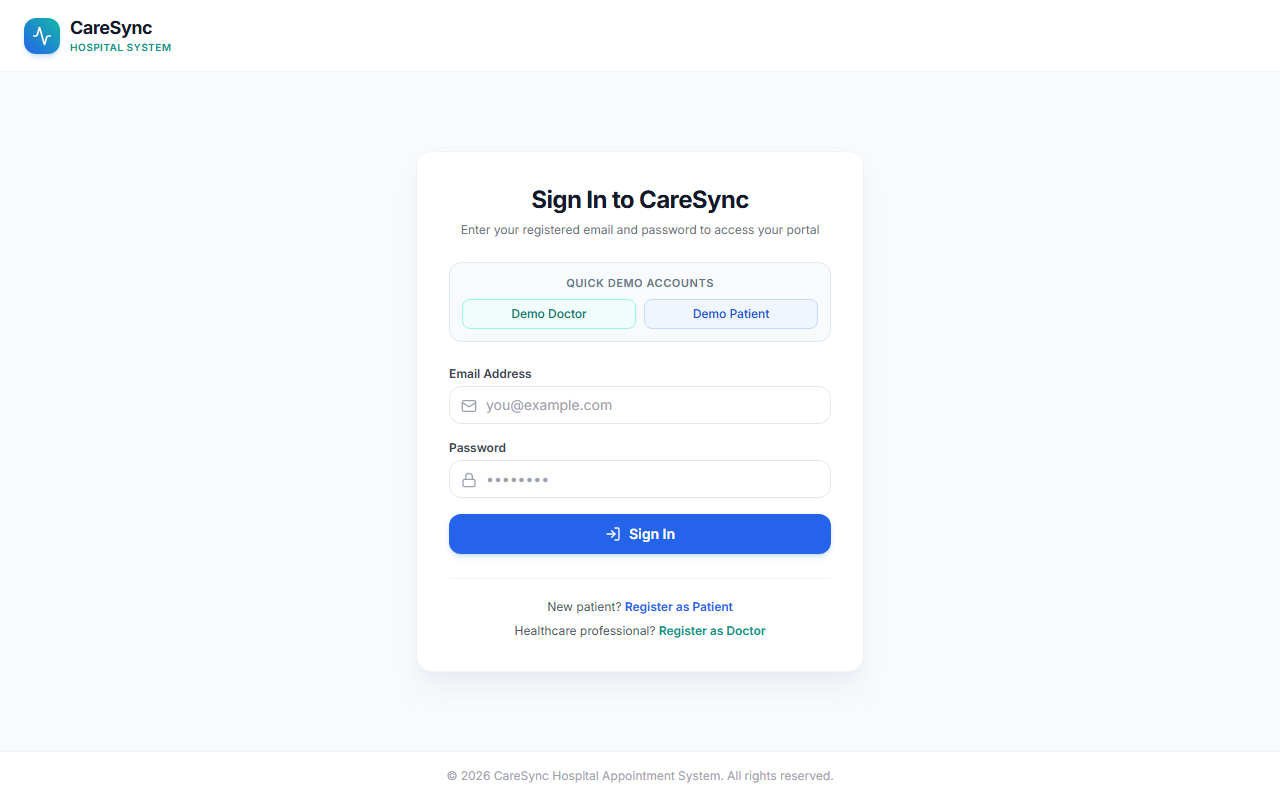 CareSync
HOSPITAL SYSTEM
Sign In to CareSync
Enter your registered email and password to access your portal
QUICK DEMO ACCOUNTS
Demo Doctor
Demo Patient
Email Address
you@example.com
Password
••••••••
Sign In
New patient? Register as Patient
Healthcare professional? Register as Doctor
© 2026 CareSync Hospital Appointment System. All rights reserved.